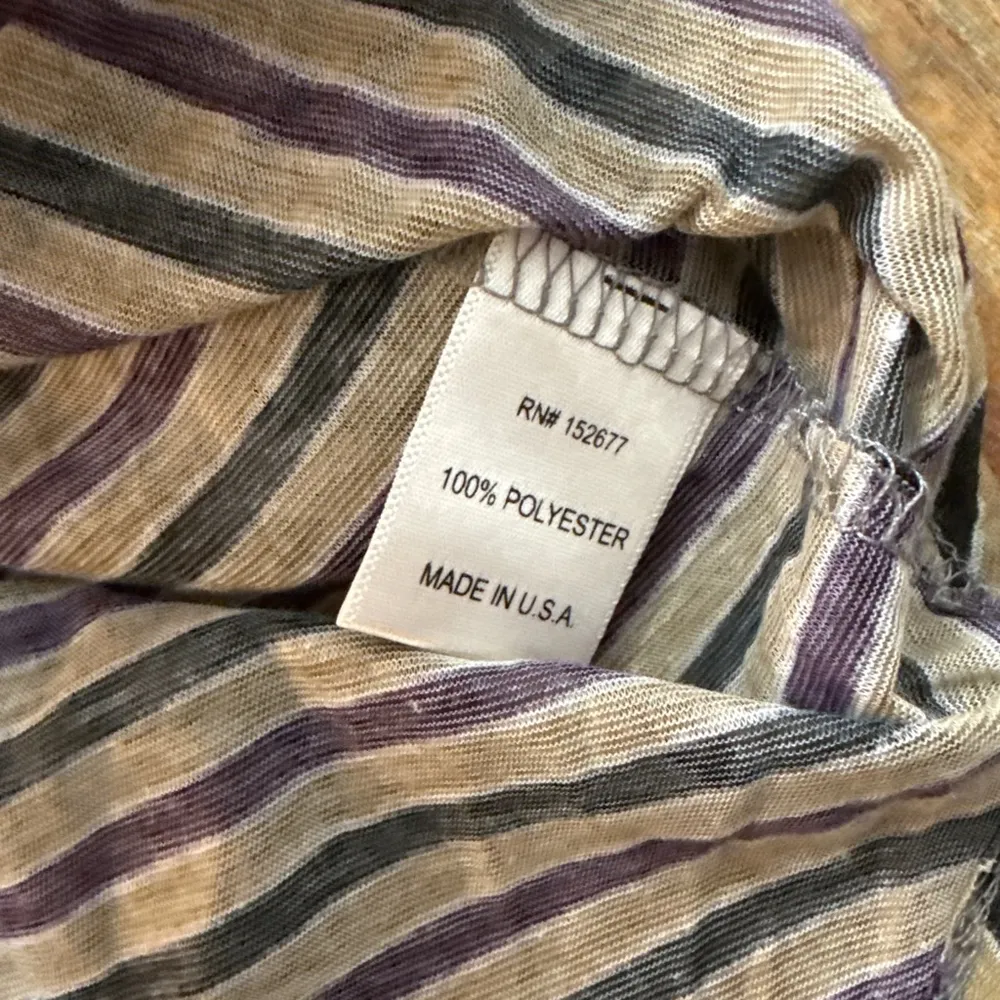 RN# 152677
100% POLYESTER
MADE IN U.S.A.